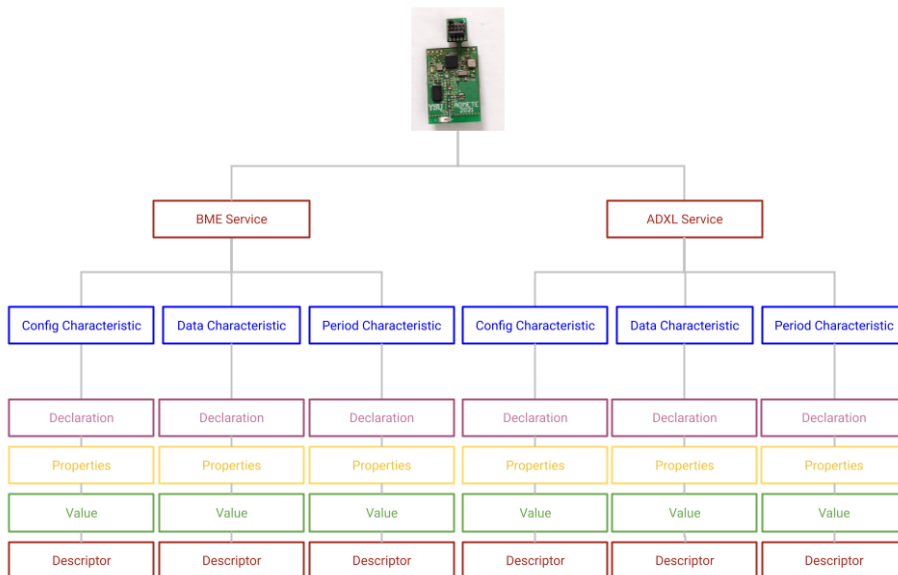 BME Service
ADXL Service
Config Characteristic
Data Characteristic
Period Characteristic
Config Characteristic
Data Characteristic
Period Characteristic
Declaration
Declaration
Declaration
Declaration
Declaration
Declaration
Properties
Properties
Properties
Properties
Properties
Properties
Value
Value
Value
Value
Value
Value
Descriptor
Descriptor
Descriptor
Descriptor
Descriptor
Descriptor